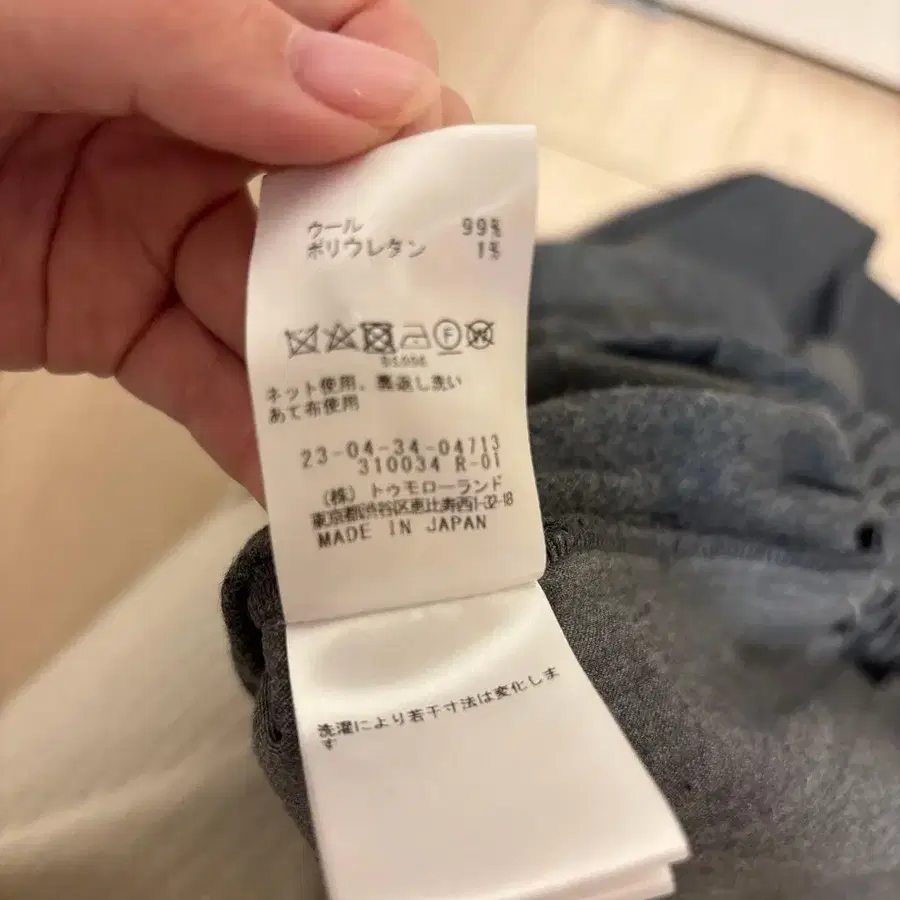 ウール 99%
ポリウレタン 1%
F W
ネット使用、裏返し洗い
あて布使用
23-04-34-04713
310034 R-01
(株) トゥモローランド
東京都渋谷区恵比寿西1-32-18
MADE IN JAPAN
洗濯により若干寸法は変化しま
す